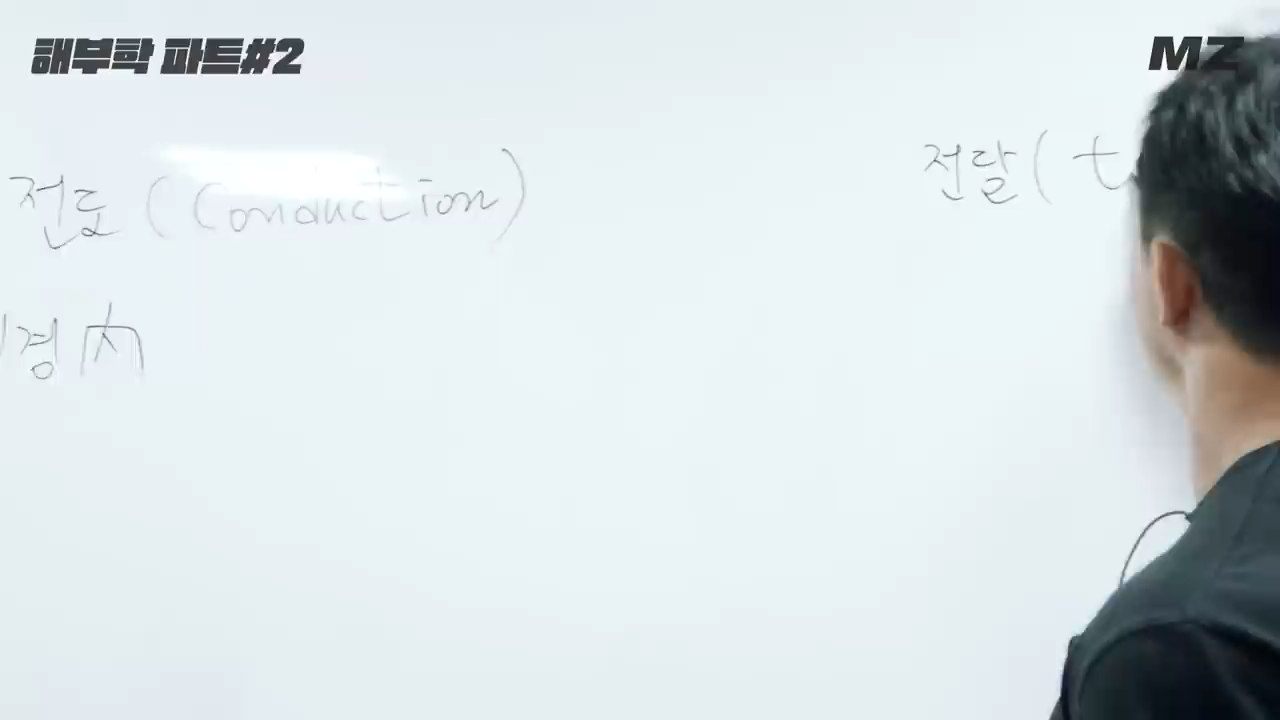 해부학 파트#2
MZ
전도 (Conduction)
전달( t
경 内